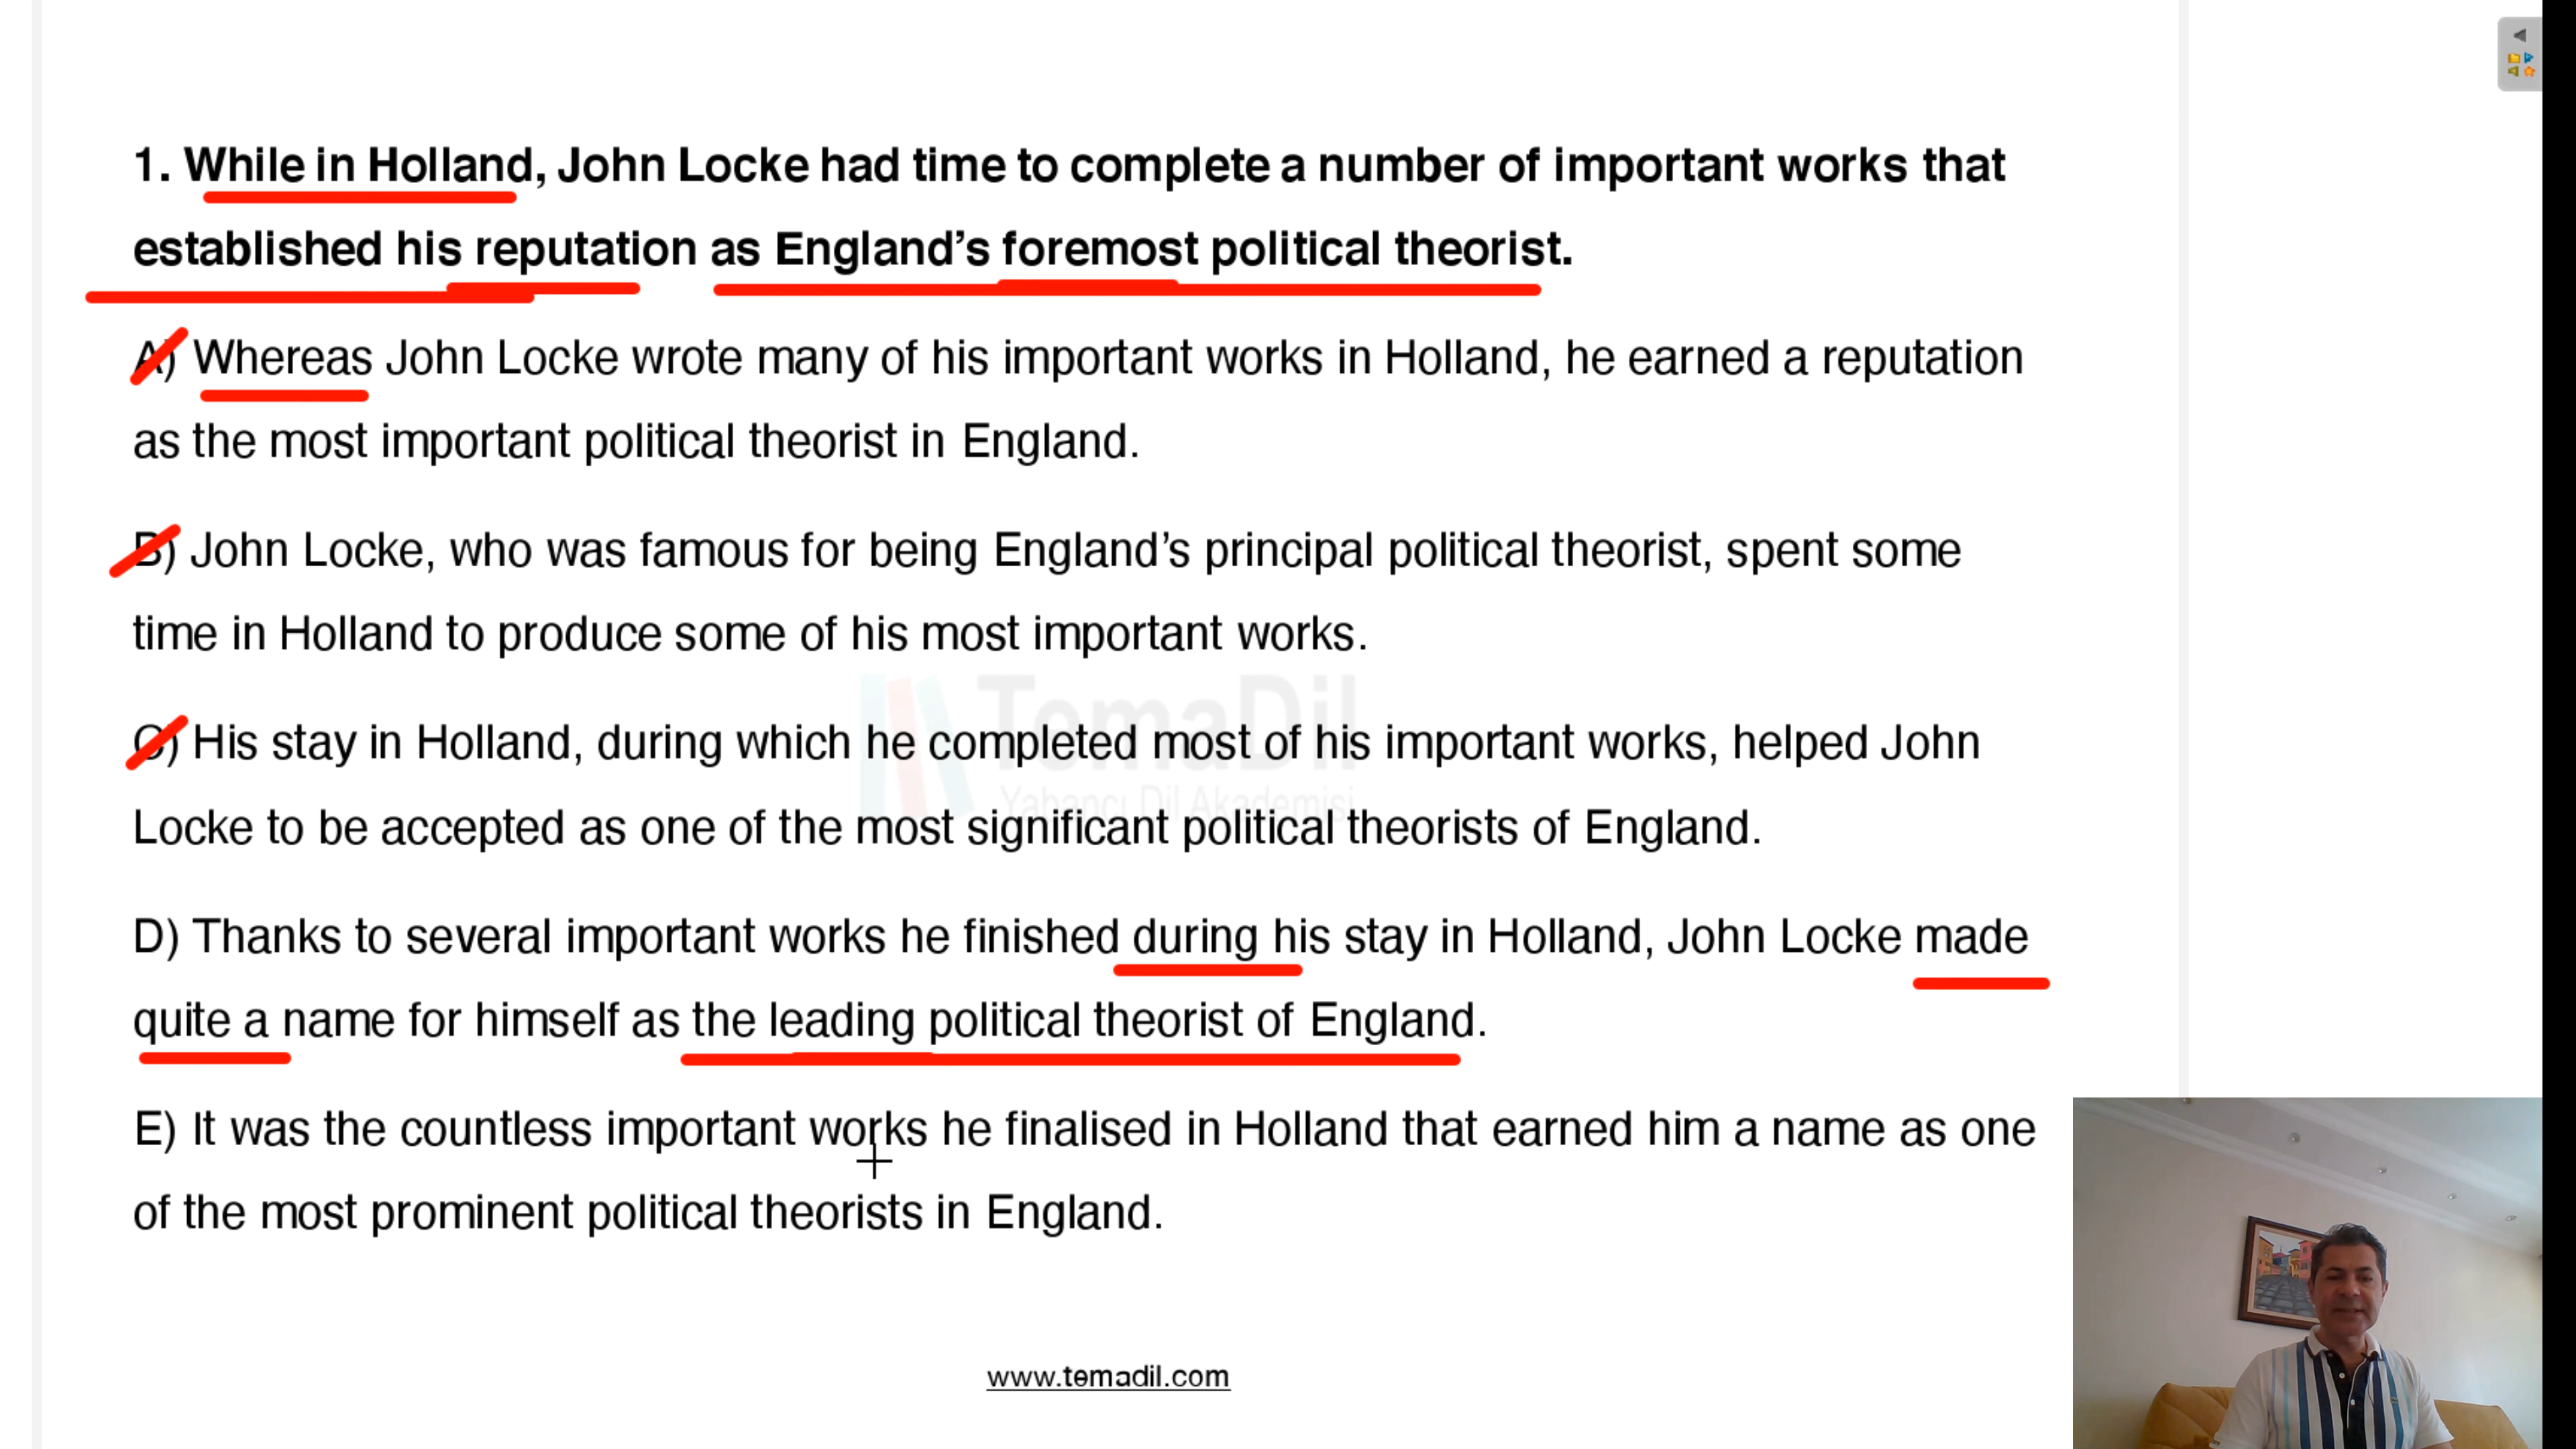 1. While in Holland, John Locke had time to complete a number of important works that
established his reputation as England’s foremost political theorist.
A) Whereas John Locke wrote many of his important works in Holland, he earned a reputation
as the most important political theorist in England.
B) John Locke, who was famous for being England’s principal political theorist, spent some
time in Holland to produce some of his most important works.
TemaDil
Yabancı Dil Akademisi
C) His stay in Holland, during which he completed most of his important works, helped John
Locke to be accepted as one of the most significant political theorists of England.
D) Thanks to several important works he finished during his stay in Holland, John Locke made
quite a name for himself as the leading political theorist of England.
E) It was the countless important works he finalised in Holland that earned him a name as one
of the most prominent political theorists in England.
www.temadil.com